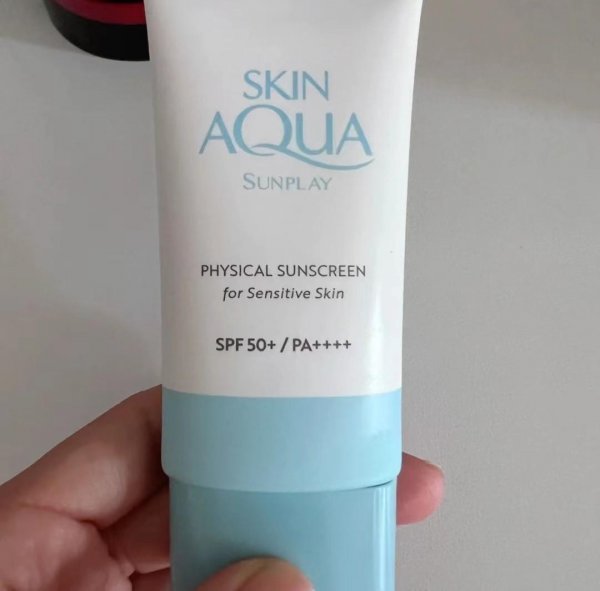 SKIN
AQUA
SUNPLAY
PHYSICAL SUNSCREEN
for Sensitive Skin
SPF 50+ / PA++++